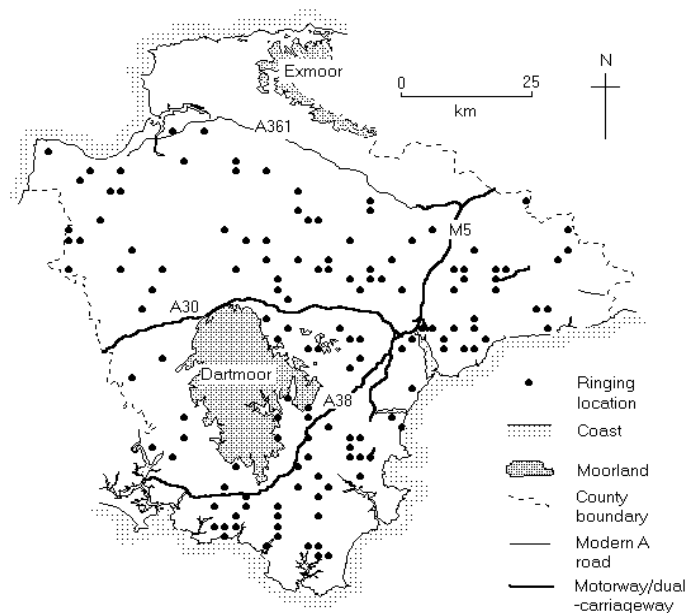 Exmoor
0 25
km
N
A361
M5
A30
Dartmoor
A38
Ringing
location
Coast
Moorland
County
boundary
Modern A
road
Motorway/dual
-carriageway